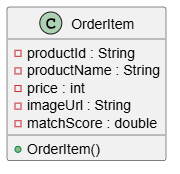 C OrderItem
productId : String
productName : String
price : int
imageUrl : String
matchScore : double
OrderItem()